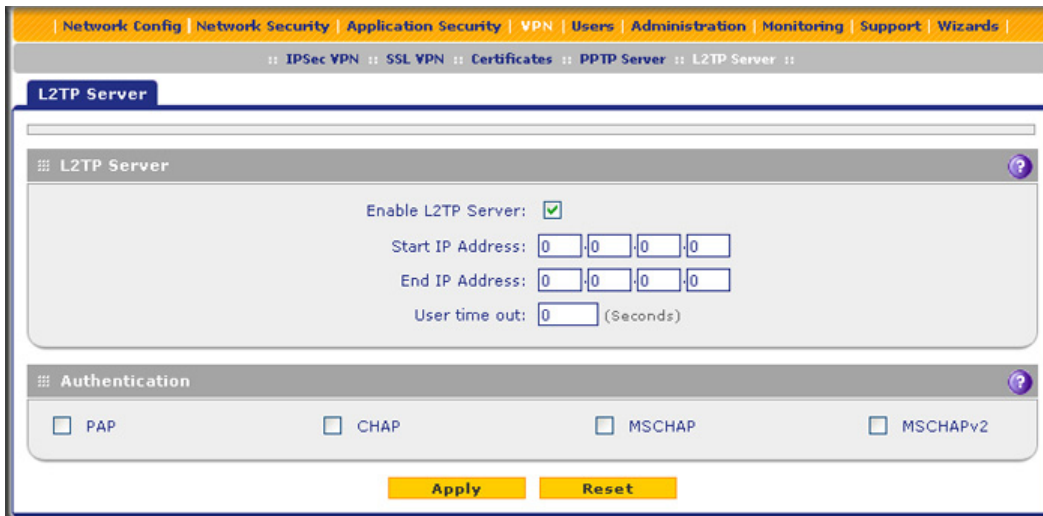 | Network Config | Network Security | Application Security | VPN | Users | Administration | Monitoring | Support | Wizards |
:: IPSec VPN :: SSL VPN :: Certificates :: PPTP Server :: L2TP Server ::
L2TP Server
L2TP Server ?
Enable L2TP Server:
Start IP Address: 0 . 0 . 0 . 0
End IP Address: 0 . 0 . 0 . 0
User time out: 0 (Seconds)
Authentication ?
PAP CHAP MSCHAP MSCHAPv2
Apply Reset